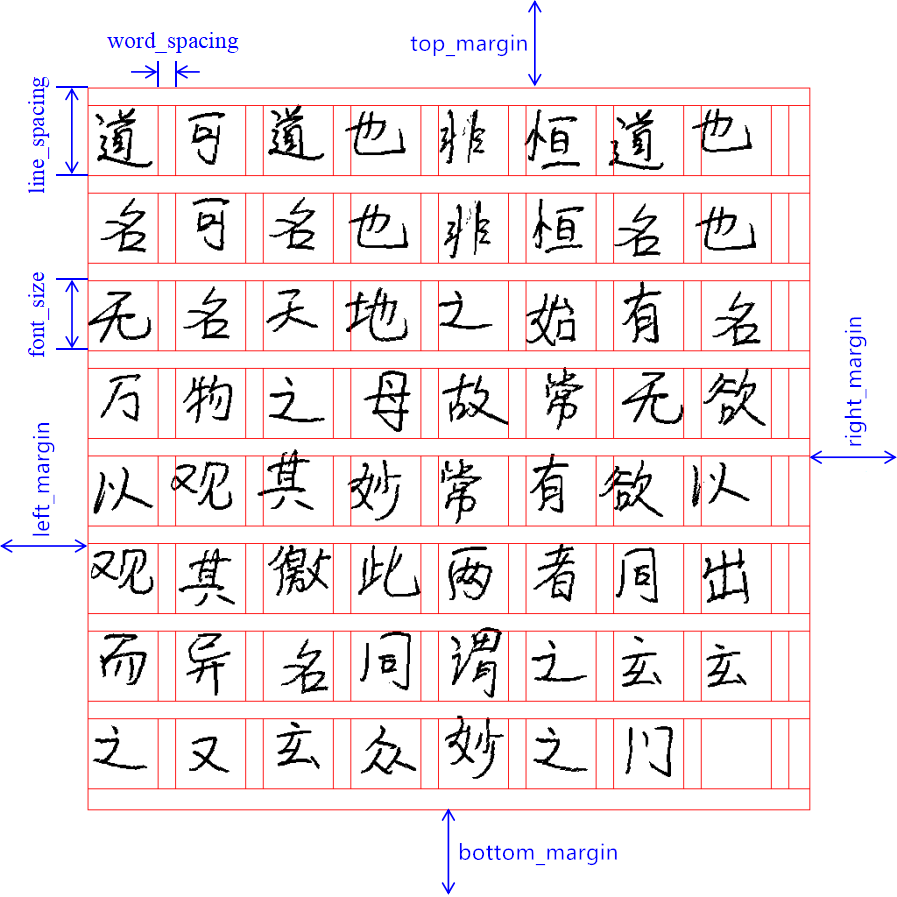 word_spacing
top_margin
line_spacing
道可道也非恒道也
名可名也非恒名也
font_size
无名天地之始有名
万物之母故常无欲
right_margin
left_margin
以观其妙常有欲以
观其徼此两者同出
而异名同谓之玄玄
之又玄众妙之门
bottom_margin